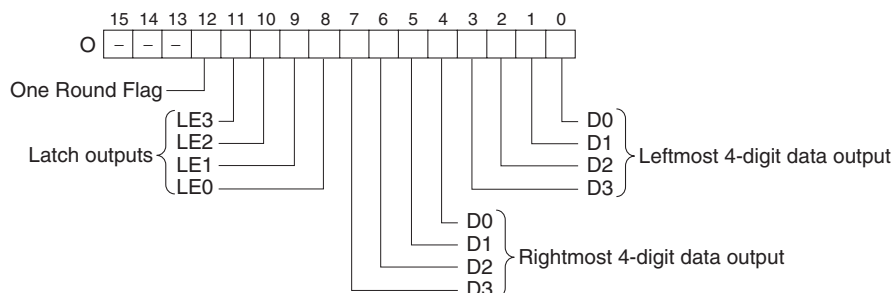 15 14 13 12 11 10 9 8 7 6 5 4 3 2 1 0
O – – –
One Round Flag
Latch outputs
LE3
LE2
LE1
LE0
D0
D1
D2
D3
Leftmost 4-digit data output
D0
D1
D2
D3
Rightmost 4-digit data output